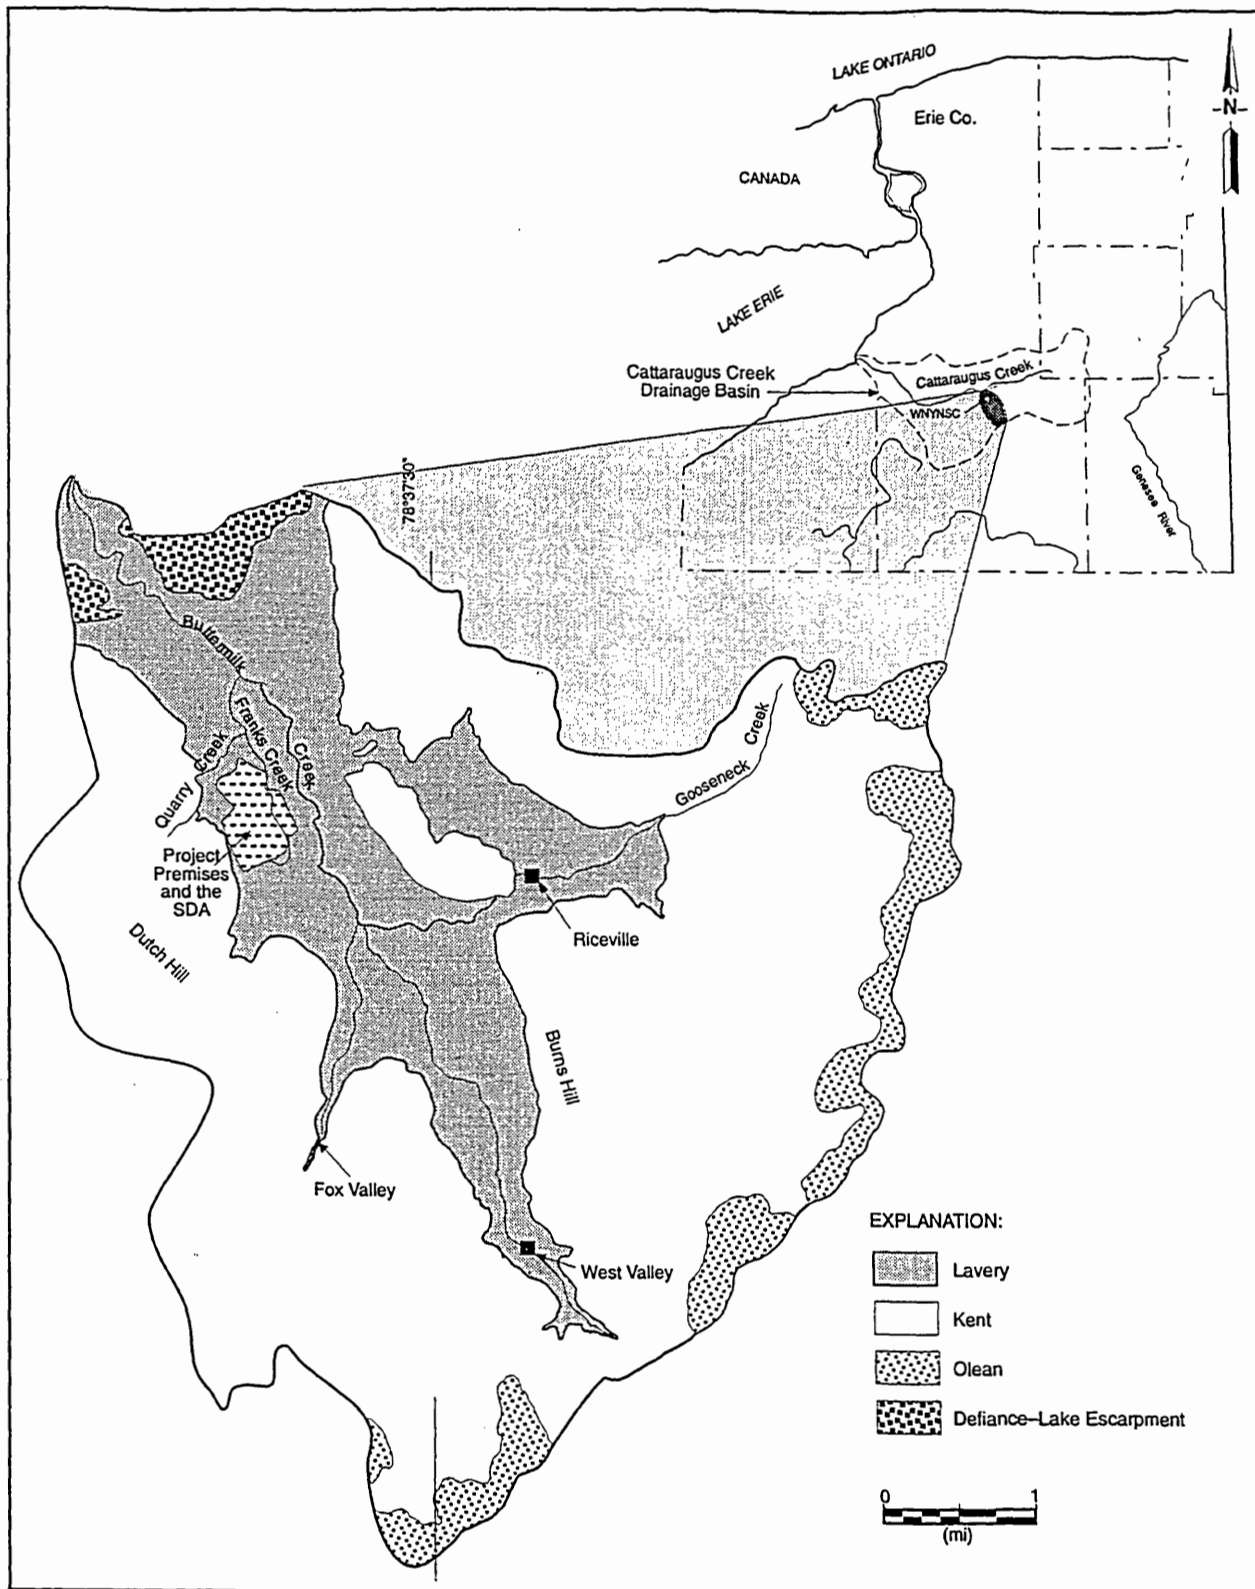 LAKE ONTARIO
Erie Co.
-N-
CANADA
LAKE ERIE
Cattaraugus Creek
Drainage Basin
Cattaraugus Creek
WNYNSC
Genesee River
78°37'30"
Buttermilk
Creek
Franks Creek
Quarry Creek
Gooseneck Creek
Project
Premises
and the
SDA
Riceville
Dutch Hill
Burns Hill
Fox Valley
West Valley
EXPLANATION:
Lavery
Kent
Olean
Defiance–Lake Escarpment
0 1
(mi)